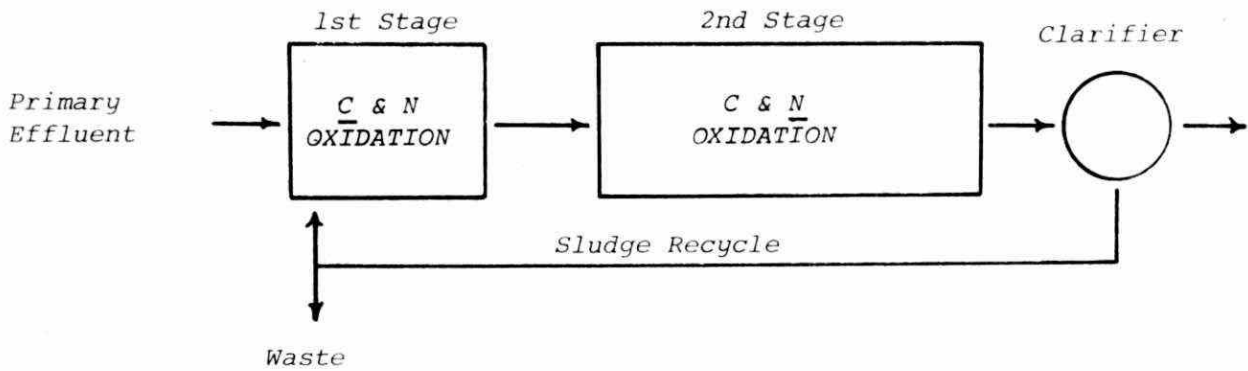 1st Stage
2nd Stage
Clarifier
Primary
Effluent
C & N
OXIDATION
C & N
OXIDATION
Sludge Recycle
Waste